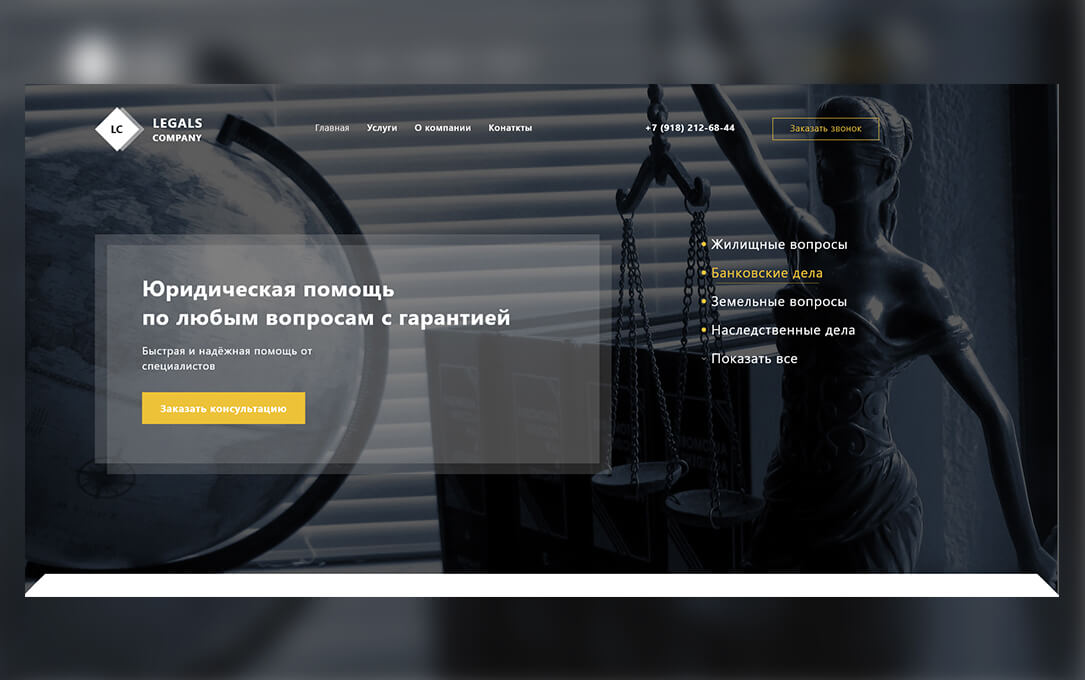 LC
LEGALS
COMPANY
Главная Услуги О компании Конаткты
+7 (918) 212-68-44
Заказать звонок
Юридическая помощь
по любым вопросам с гарантией
Быстрая и надёжная помощь от
специалистов
Заказать консультацию
Жилищные вопросы
Банковские дела
Земельные вопросы
Наследственные дела
Показать все